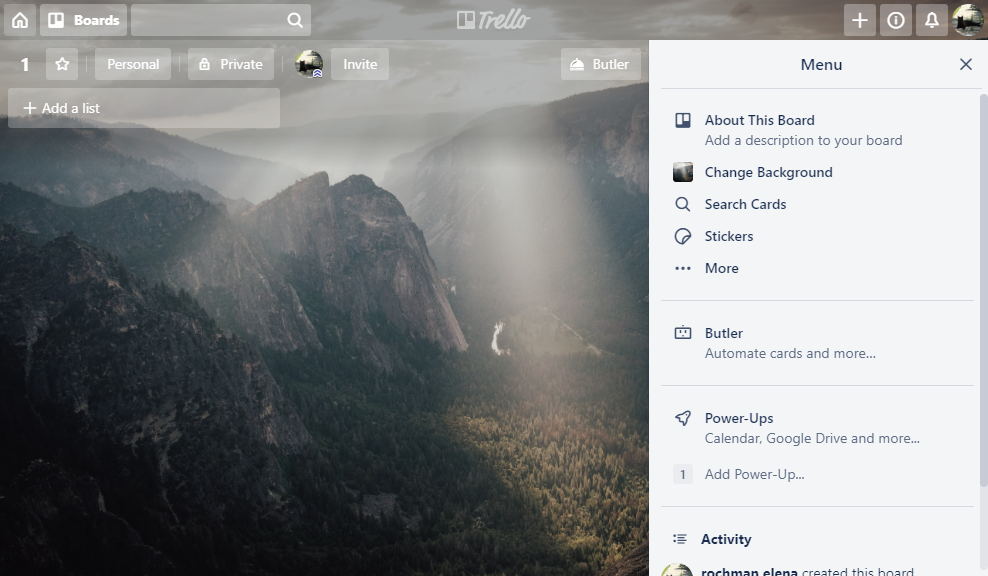 Boards
Trello
1
Personal
Private
Invite
Butler
Add a list
Menu
About This Board
Add a description to your board
Change Background
Search Cards
Stickers
More
Butler
Automate cards and more...
Power-Ups
Calendar, Google Drive and more...
1 Add Power-Up...
Activity
rochman elena created this board